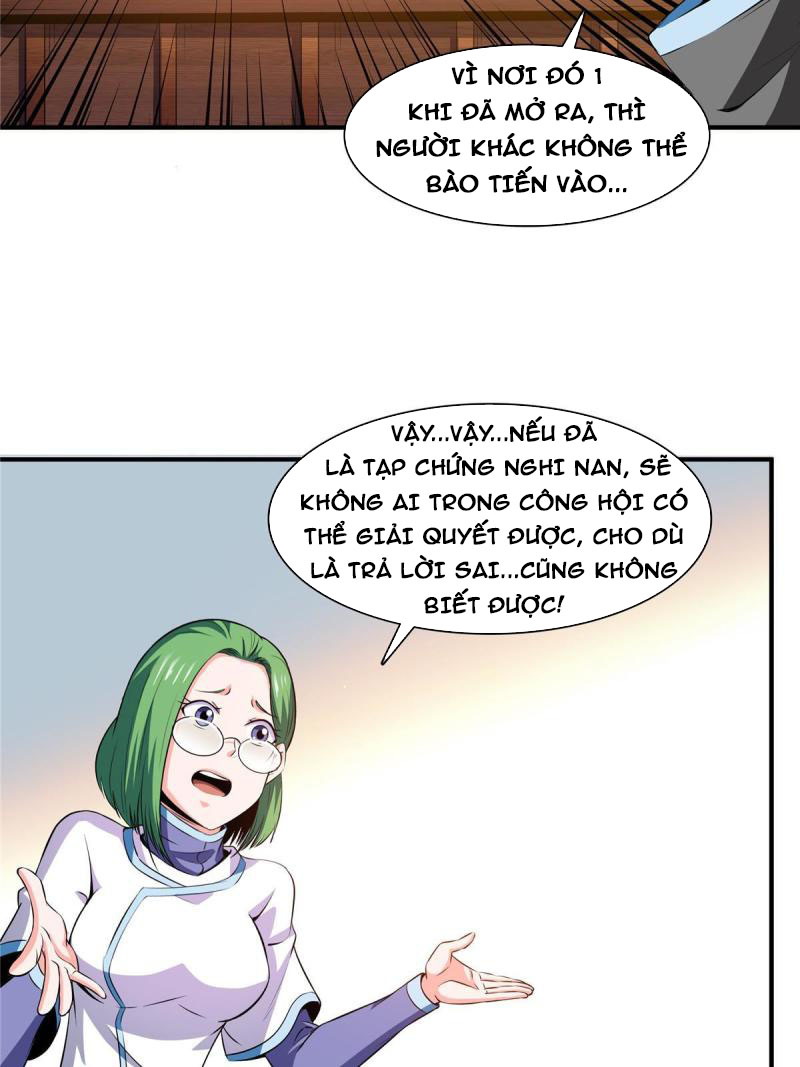 VÌ NƠI ĐÓ 1
KHI ĐÃ MỞ RA, THÌ
NGƯỜI KHÁC KHÔNG THỂ
BÀO TIẾN VÀO...
VẬY...VẬY...NẾU ĐÃ
LÀ TẠP CHỨNG NGHI NAN, SẼ
KHÔNG AI TRONG CÔNG HỘI CÓ
THỂ GIẢI QUYẾT ĐƯỢC, CHO DÙ
LÀ TRẢ LỜI SAI...CŨNG KHÔNG
BIẾT ĐƯỢC!